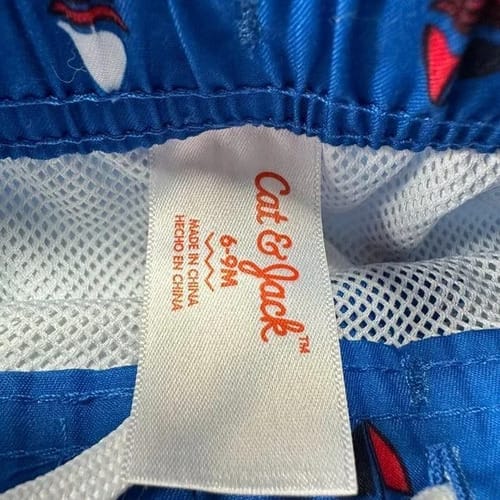 Cat & Jack™
6-9M
MADE IN CHINA
HECHO EN CHINA